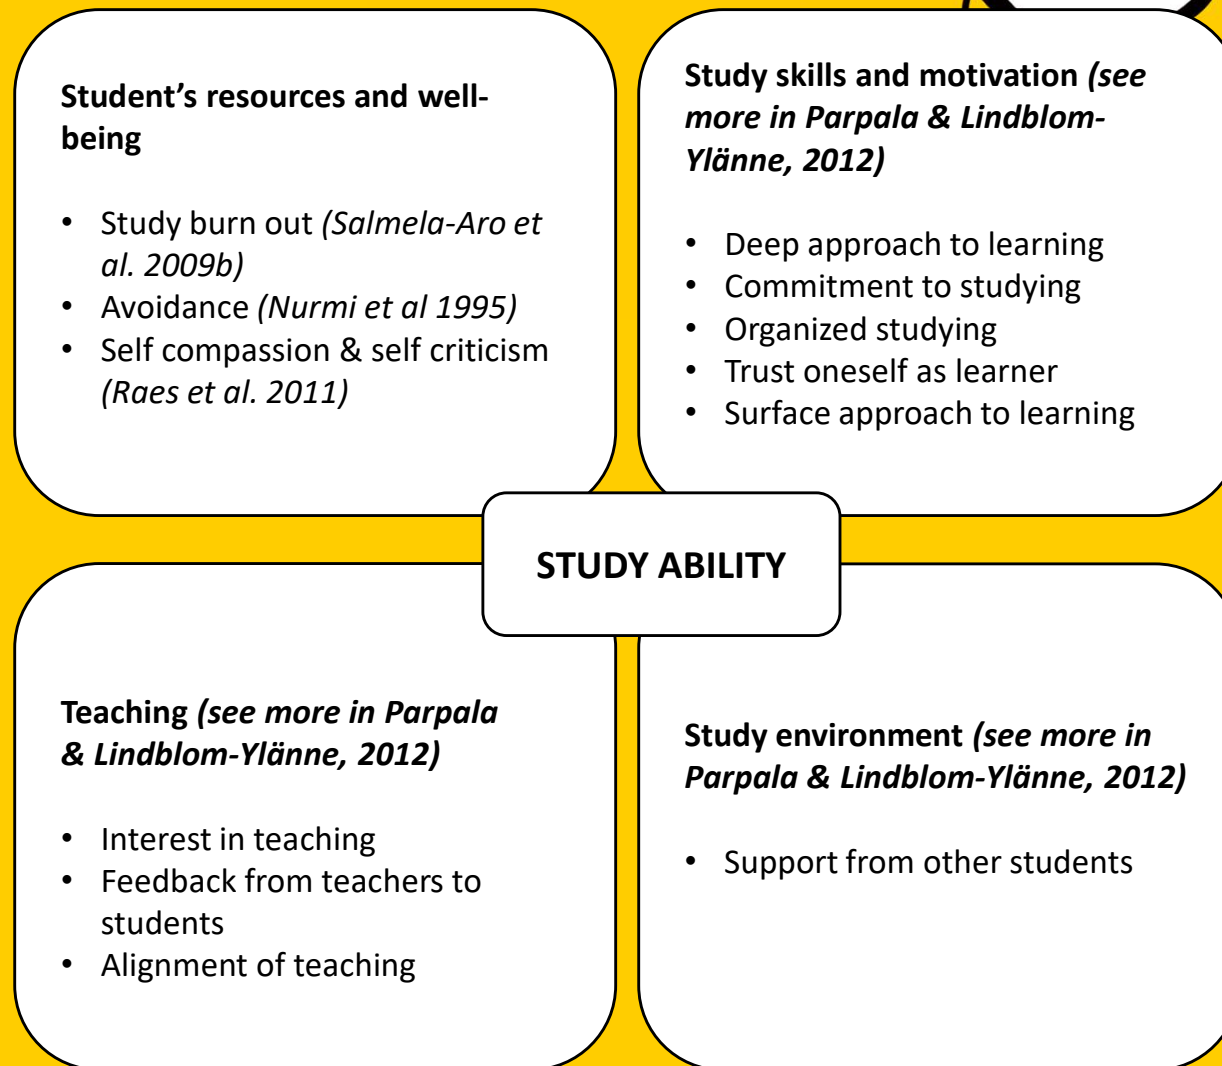 Student’s resources and well-
being
• Study burn out (Salmela-Aro et
al. 2009b)
• Avoidance (Nurmi et al 1995)
• Self compassion & self criticism
(Raes et al. 2011)
Study skills and motivation (see
more in Parpala & Lindblom-
Ylänne, 2012)
• Deep approach to learning
• Commitment to studying
• Organized studying
• Trust oneself as learner
• Surface approach to learning
STUDY ABILITY
Teaching (see more in Parpala
& Lindblom-Ylänne, 2012)
• Interest in teaching
• Feedback from teachers to
students
• Alignment of teaching
Study environment (see more in
Parpala & Lindblom-Ylänne, 2012)
• Support from other students